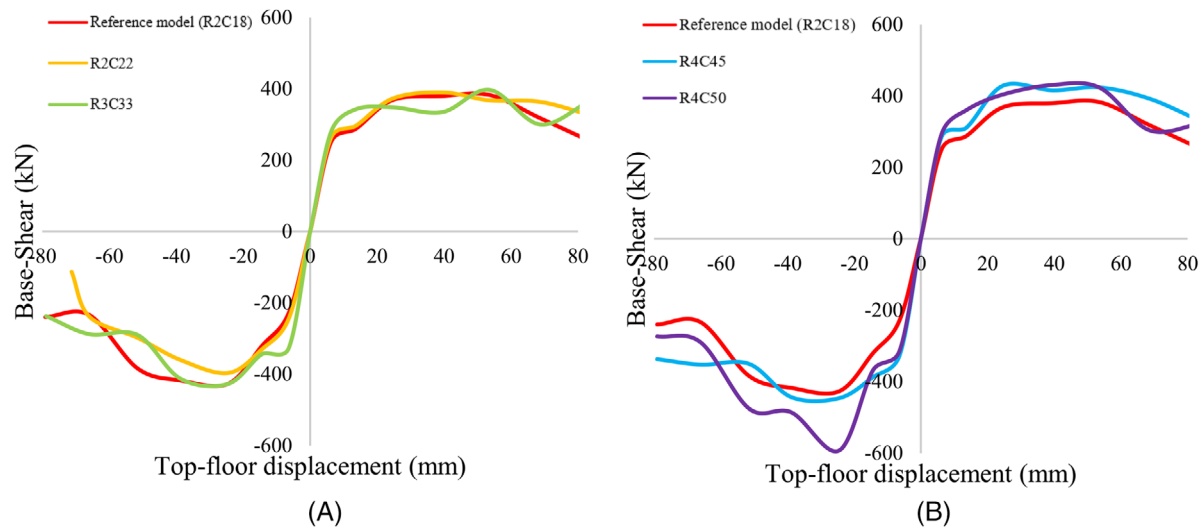 Reference model (R2C18)
R2C22
R3C33
600
400
200
0
-200
-400
-600
-80 -60 -40 -20 0 20 40 60 80
Base-Shear (kN)
Top-floor displacement (mm)
(A)
Reference model (R2C18)
R4C45
R4C50
600
400
200
0
-200
-400
-600
-80 -60 -40 -20 0 20 40 60 80
Base-Shear (kN)
Top-floor displacement (mm)
(B)